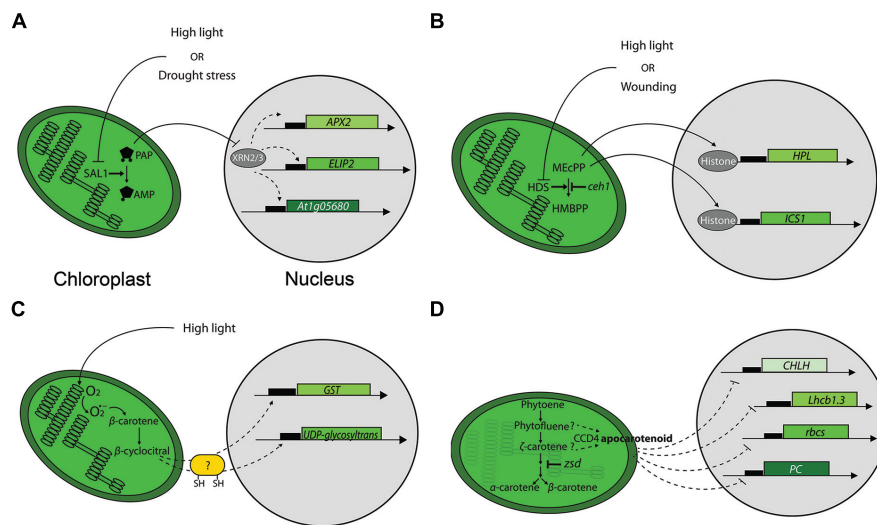 A
High light
OR
Drought stress
PAP
SAL1
AMP
XRN2/3
APX2
ELIP2
At1g05680
Chloroplast
Nucleus
B
High light
OR
Wounding
MEcPP
HDS
ceh1
HMBPP
Histone
HPL
Histone
ICS1
C
High light
O2
O2•-
β-carotene
β-cyclocitral
?
SH SH
GST
UDP-glycosyltrans
D
Phytoene
Phytofluene?
CCD4 apocarotenoid
ζ-carotene ?
zsd
α-carotene β-carotene
CHLH
Lhcb1.3
rbcs
PC